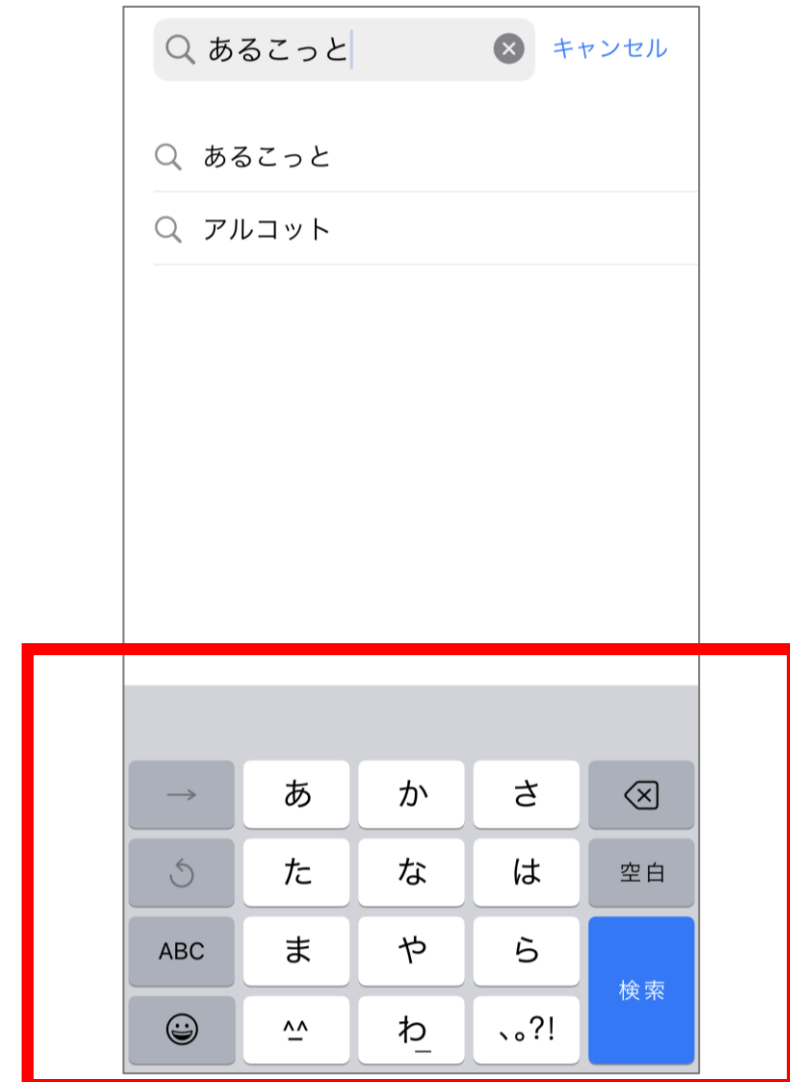 あるこっと キャンセル
あるこっと
アルコット
→ あ か さ
た な は 空白
ABC ま や ら
^^ わ 、。?! 検索